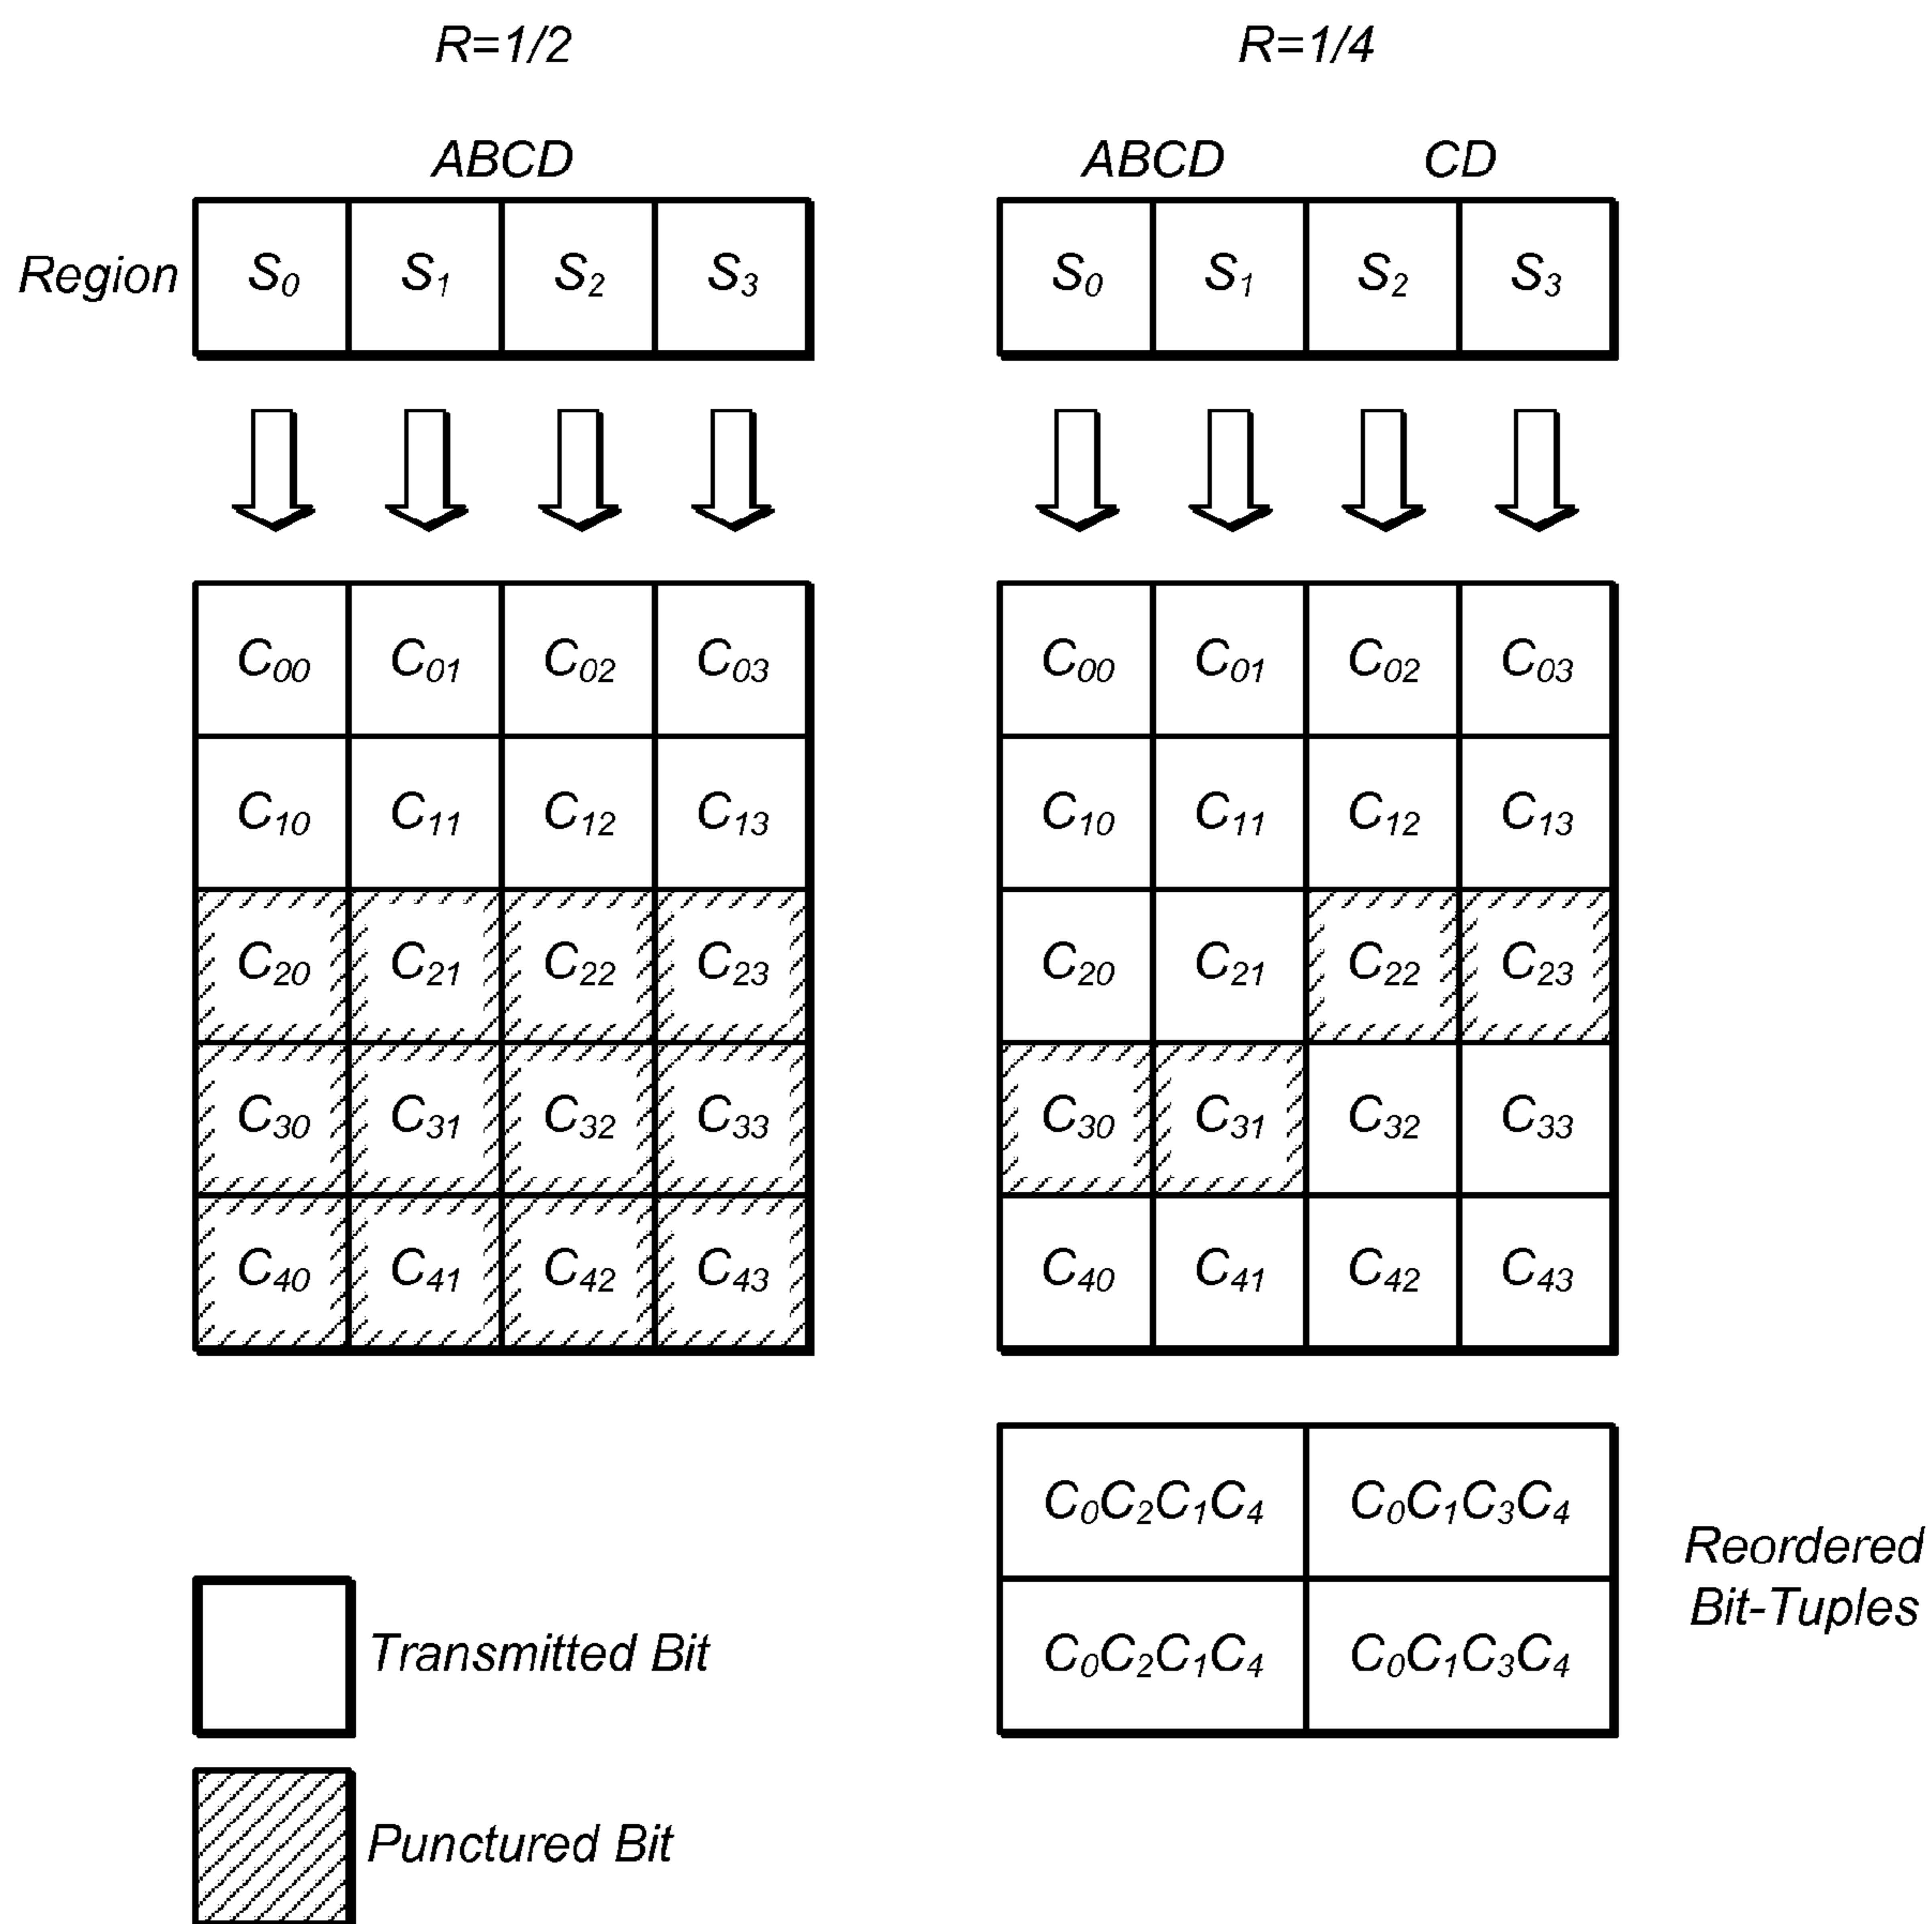 R=1/2 R=1/4
ABCD ABCD CD
Region S₀ S₁ S₂ S₃ S₀ S₁ S₂ S₃
C₀₀ C₀₁ C₀₂ C₀₃ C₀₀ C₀₁ C₀₂ C₀₃
C₁₀ C₁₁ C₁₂ C₁₃ C₁₀ C₁₁ C₁₂ C₁₃
C₂₀ C₂₁ C₂₂ C₂₃ C₂₀ C₂₁ C₂₂ C₂₃
C₃₀ C₃₁ C₃₂ C₃₃ C₃₀ C₃₁ C₃₂ C₃₃
C₄₀ C₄₁ C₄₂ C₄₃ C₄₀ C₄₁ C₄₂ C₄₃
C₀C₂C₁C₄ C₀C₁C₃C₄
C₀C₂C₁C₄ C₀C₁C₃C₄
Reordered
Bit-Tuples
Transmitted Bit
Punctured Bit